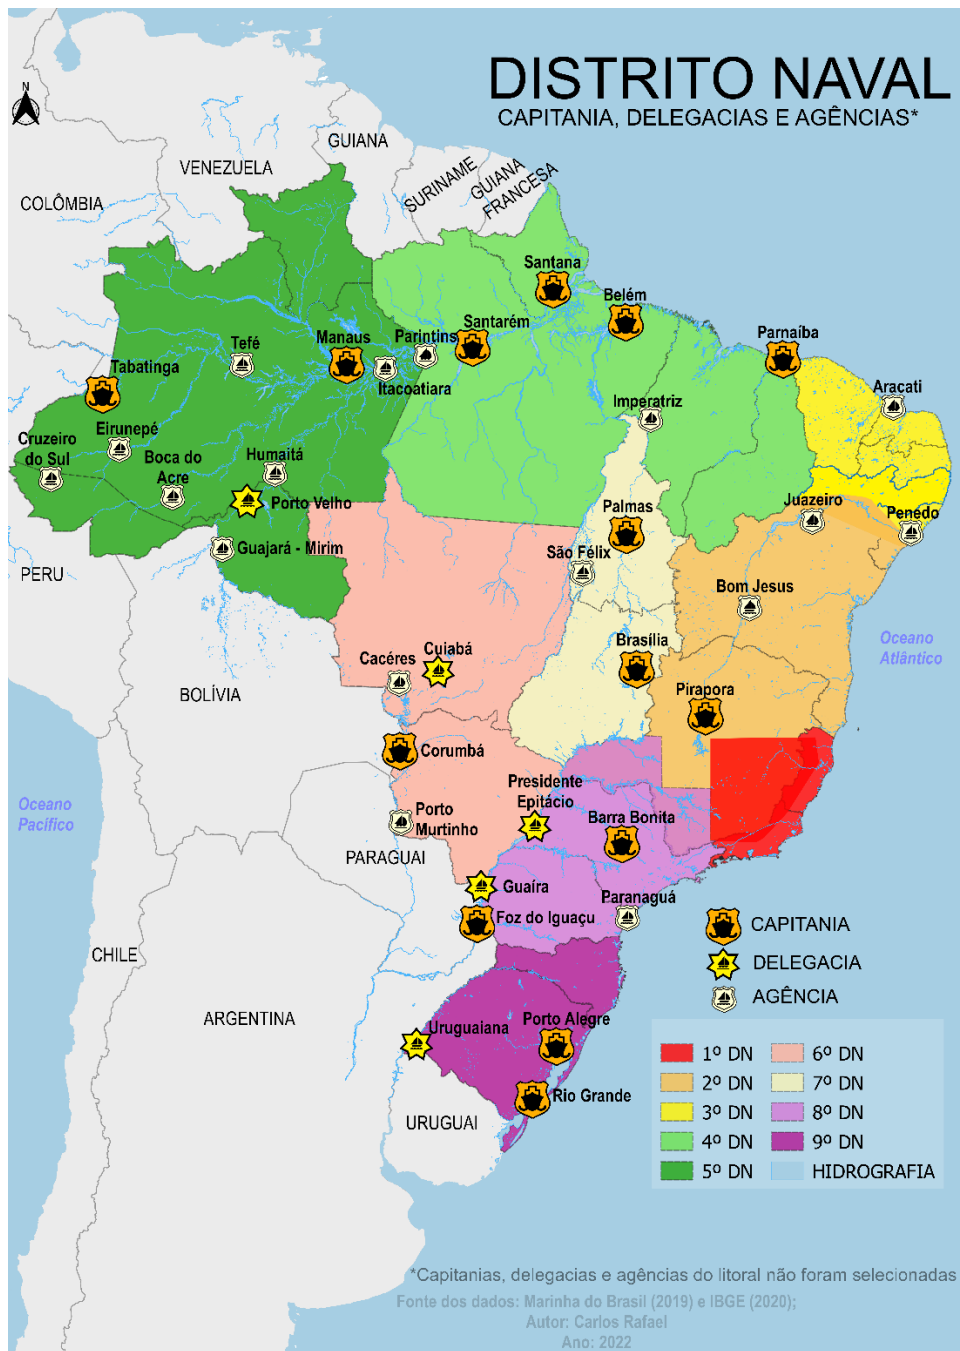 DISTRITO NAVAL
CAPITANIA, DELEGACIAS E AGÊNCIAS*
N
GUIANA
VENEZUELA
SURINAME
GUIANA
FRANCESA
COLÔMBIA
Santana
Belém
Santarém
Parnaíba
Manaus
Parintins
Tefé
Tabatinga
Itacoatiara
Aracati
Imperatriz
Eirunepé
Cruzeiro
do Sul
Boca do
Acre
Humaitá
Porto Velho
Palmas
Juazeiro
Penedo
Guajará - Mirim
São Félix
PERU
Bom Jesus
Brasília
Oceano
Atlântico
Cacéres
Cuiabá
BOLÍVIA
Pirapora
Corumbá
Presidente
Epitácio
Oceano
Pacífico
Porto
Murtinho
Barra Bonita
PARAGUAI
Guaíra
Paranaguá
Foz do Iguaçu
CAPITANIA
CHILE
DELEGACIA
AGÊNCIA
ARGENTINA
Uruguaiana
Porto Alegre
Rio Grande
URUGUAI
1º DN
6º DN
2º DN
7º DN
3º DN
8º DN
4º DN
9º DN
5º DN
HIDROGRAFIA
*Capitanias, delegacias e agências do litoral não foram selecionadas
Fonte dos dados: Marinha do Brasil (2019) e IBGE (2020);
Autor: Carlos Rafael
Ano: 2022